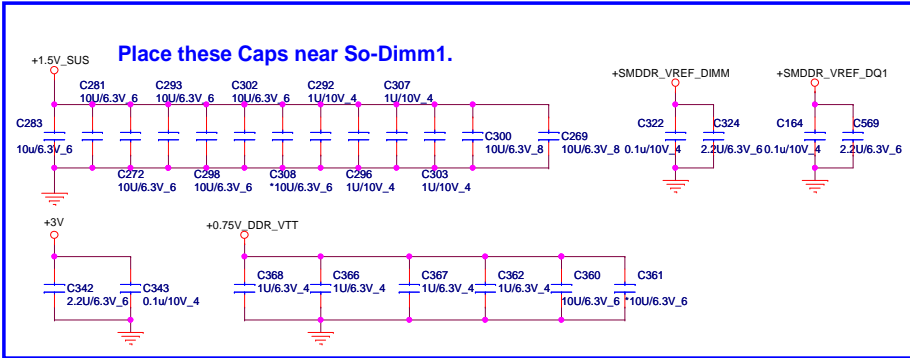 Place these Caps near So-Dimm1.
+1.5V_SUS
+SMDDR_VREF_DIMM
+SMDDR_VREF_DQ1
C281
10U/6.3V_6
C293
10U/6.3V_6
C302
10U/6.3V_6
C292
1U/10V_4
C307
1U/10V_4
C283
10u/6.3V_6
C300
10U/6.3V_8
C269
10U/6.3V_8
C322
0.1u/10V_4
C324
2.2U/6.3V_6
C164
0.1u/10V_4
C569
2.2U/6.3V_6
C272
10U/6.3V_6
C298
10U/6.3V_6
C308
*10U/6.3V_6
C296
1U/10V_4
C303
1U/10V_4
+3V
+0.75V_DDR_VTT
C342
2.2U/6.3V_6
C343
0.1u/10V_4
C368
1U/6.3V_4
C366
1U/6.3V_4
C367
1U/6.3V_4
C362
1U/6.3V_4
C360
10U/6.3V_6
C361
*10U/6.3V_6